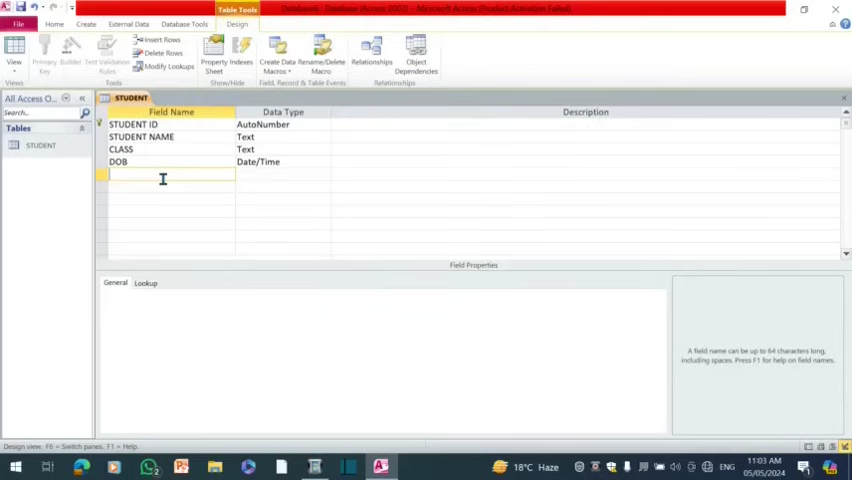 Table Tools
Database6 : Database (Access 2007) - Microsoft Access (Product Activation Failed)
File
Home
Create
External Data
Database Tools
Design
View
Primary Key
Builder
Test Validation Rules
Insert Rows
Delete Rows
Modify Lookups
Property Sheet
Indexes
Create Data Macros
Rename/Delete Macro
Relationships
Object Dependencies
Views
Tools
Show/Hide
Field, Record & Table Events
Relationships
All Access O...
Search...
Tables
STUDENT
STUDENT
Field Name
Data Type
Description
STUDENT ID
AutoNumber
STUDENT NAME
Text
CLASS
Text
DOB
Date/Time
Field Properties
General
Lookup
A field name can be up to 64 characters long,
including spaces. Press F1 for help on field names.
Design view. F6 = Switch panes. F1 = Help.
2
18°C Haze
ENG
11:03 AM
05/05/2024
1